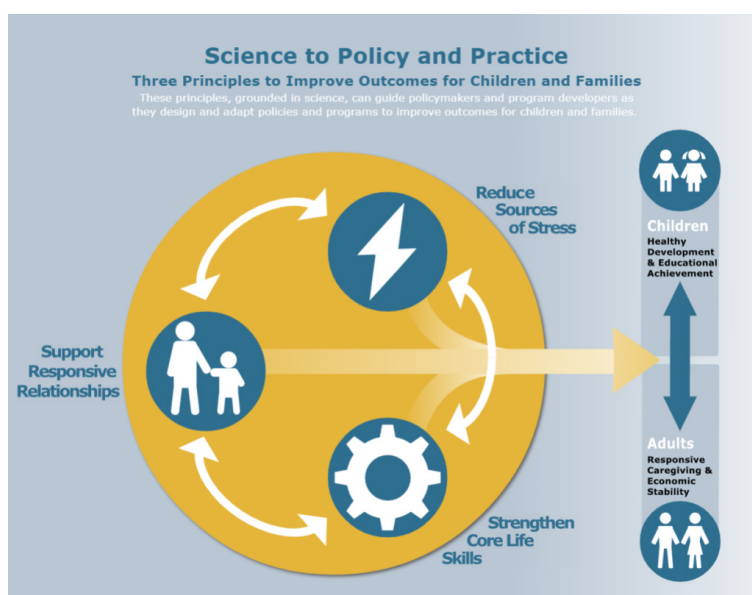 Science to Policy and Practice
Three Principles to Improve Outcomes for Children and Families
These principles, grounded in science, can guide policymakers and program developers as
they design and adapt policies and programs to improve outcomes for children and families.
Reduce
Sources
of Stress
Support
Responsive
Relationships
Strengthen
Core Life
Skills
Children
Healthy
Development
& Educational
Achievement
Adults
Responsive
Caregiving &
Economic
Stability